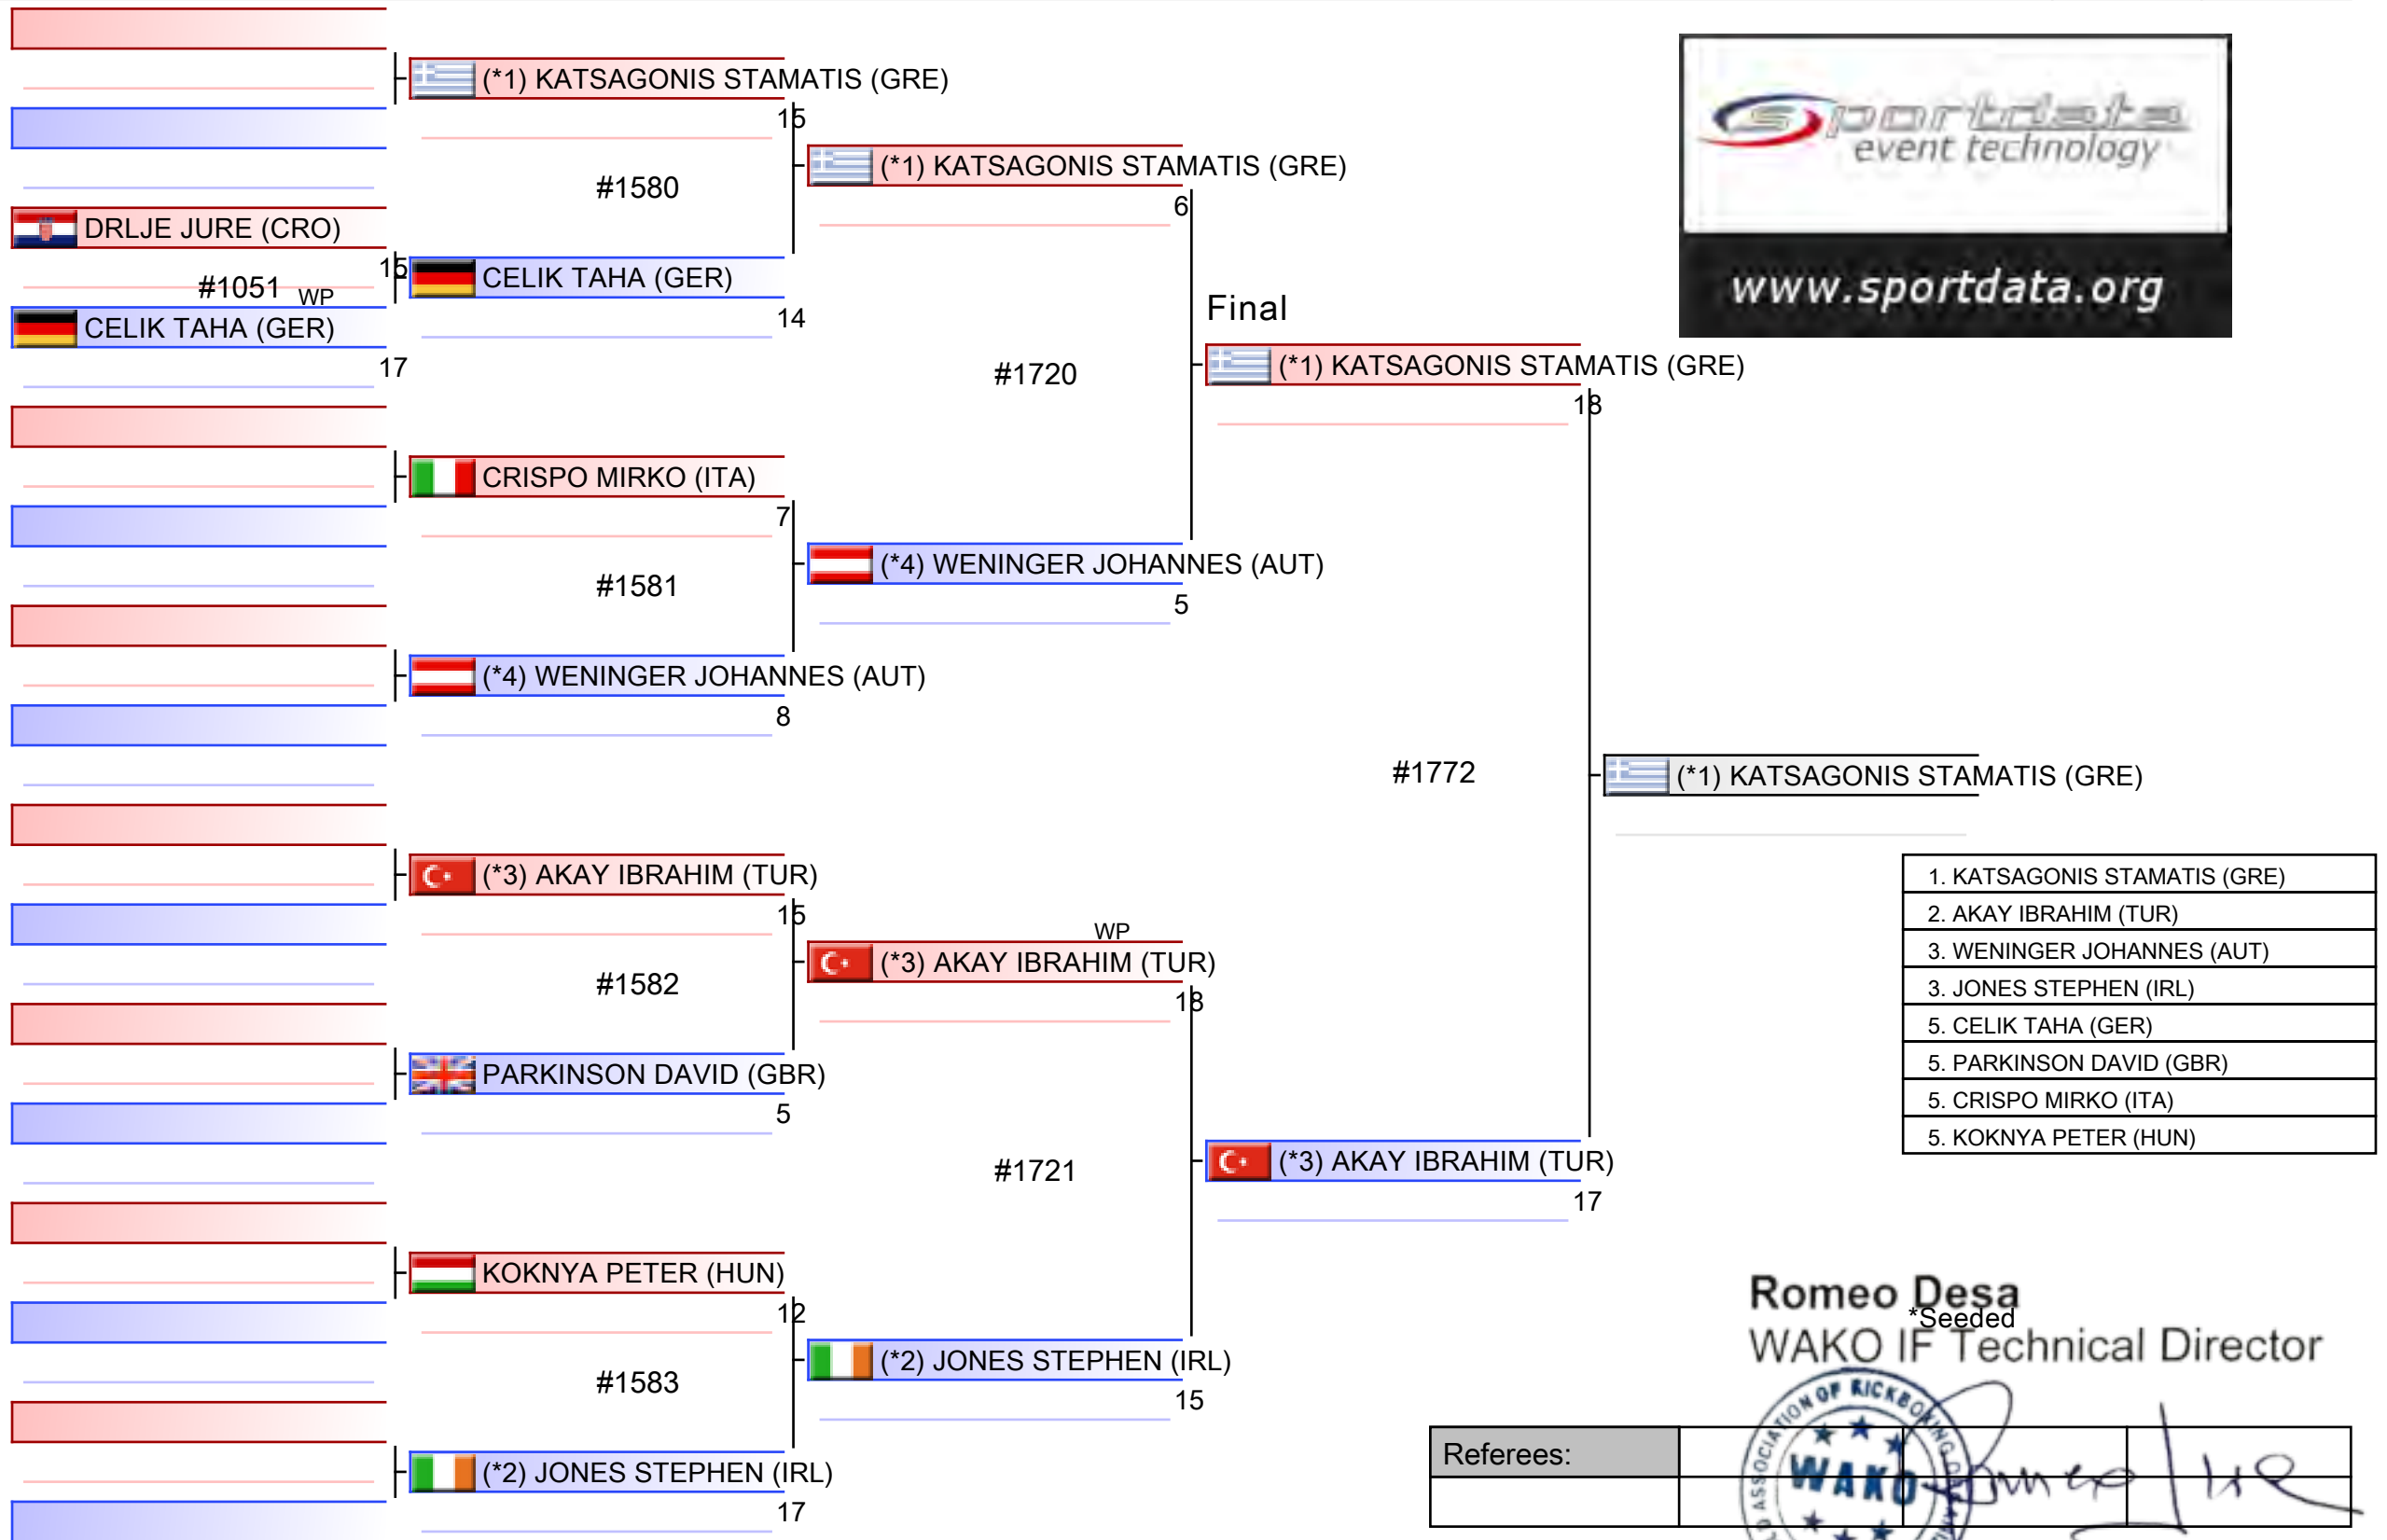 (*1) KATSAGONIS STAMATIS (GRE)
15
#1580
DRLJE JURE (CRO)
15
#1051 WP
CELIK TAHA (GER)
17
CELIK TAHA (GER)
14
(*1) KATSAGONIS STAMATIS (GRE)
6
#1720
CRISPO MIRKO (ITA)
7
#1581
(*4) WENINGER JOHANNES (AUT)
8
(*4) WENINGER JOHANNES (AUT)
5
Final
(*1) KATSAGONIS STAMATIS (GRE)
18
#1772
(*1) KATSAGONIS STAMATIS (GRE)
(*3) AKAY IBRAHIM (TUR)
15
#1582
PARKINSON DAVID (GBR)
5
WP
(*3) AKAY IBRAHIM (TUR)
18
#1721
(*3) AKAY IBRAHIM (TUR)
17
KOKNYA PETER (HUN)
12
#1583
(*2) JONES STEPHEN (IRL)
17
(*2) JONES STEPHEN (IRL)
15
sportdata
event technology
www.sportdata.org
1. KATSAGONIS STAMATIS (GRE)
2. AKAY IBRAHIM (TUR)
3. WENINGER JOHANNES (AUT)
3. JONES STEPHEN (IRL)
5. CELIK TAHA (GER)
5. PARKINSON DAVID (GBR)
5. CRISPO MIRKO (ITA)
5. KOKNYA PETER (HUN)
Romeo Desa
*Seeded
WAKO IF Technical Director
Referees:
ASSOCIATION OF KICKBOXING
WAKO